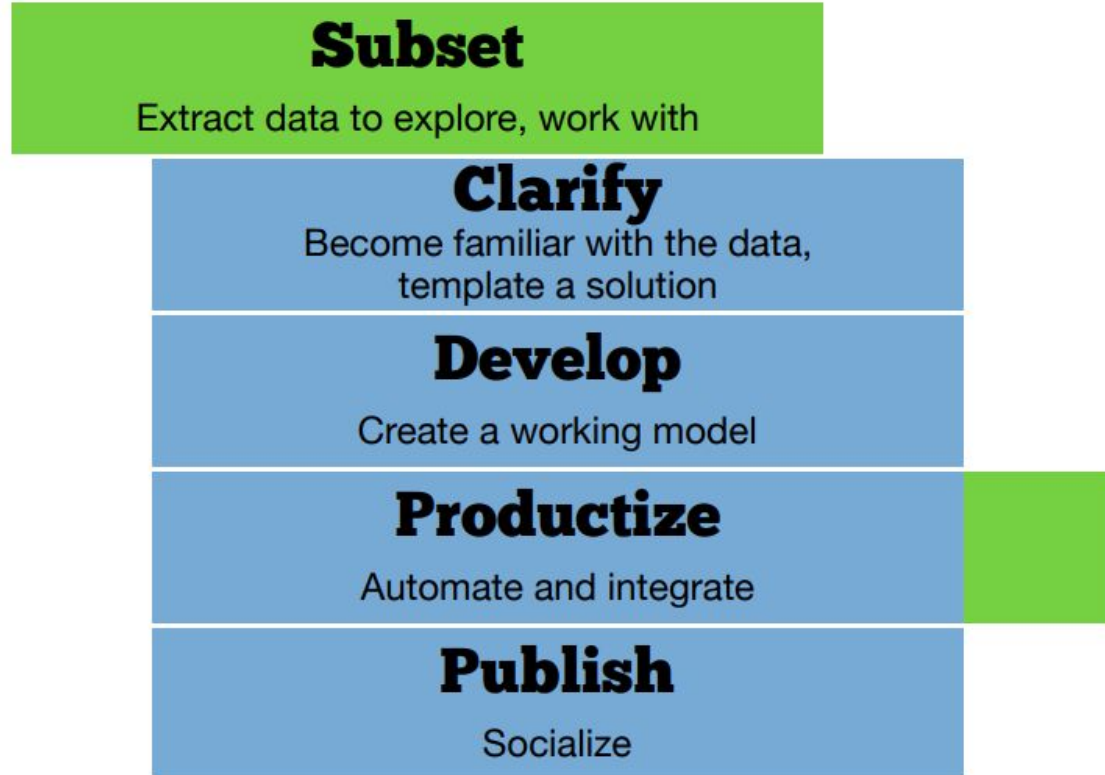 Subset
Extract data to explore, work with
Clarify
Become familiar with the data,
template a solution
Develop
Create a working model
Productize
Automate and integrate
Publish
Socialize